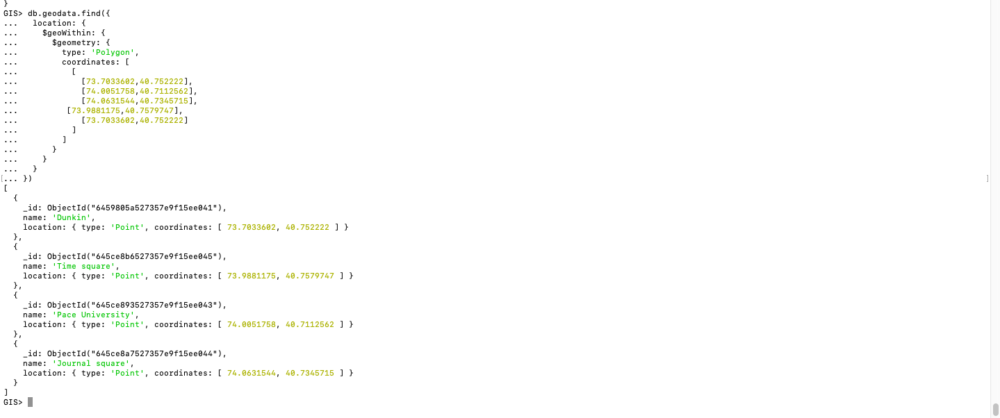 }
GIS> db.geodata.find({
...   location: {
...     $geoWithin: {
...       $geometry: {
...         type: 'Polygon',
...         coordinates: [
...           [
...             [73.7033602,40.752222],
...             [74.0051758,40.7112562],
...             [74.0631544,40.7345715],
...          [73.9881175,40.7579747],
...             [73.7033602,40.752222]
...           ]
...         ]
...       }
...     }
...   }
[... }) ]
[
  {
    _id: ObjectId("6459805a527357e9f15ee041"),
    name: 'Dunkin',
    location: { type: 'Point', coordinates: [ 73.7033602, 40.752222 ] }
  },
  {
    _id: ObjectId("645ce8b6527357e9f15ee045"),
    name: 'Time square',
    location: { type: 'Point', coordinates: [ 73.9881175, 40.7579747 ] }
  },
  {
    _id: ObjectId("645ce893527357e9f15ee043"),
    name: 'Pace University',
    location: { type: 'Point', coordinates: [ 74.0051758, 40.7112562 ] }
  },
  {
    _id: ObjectId("645ce8a7527357e9f15ee044"),
    name: 'Journal square',
    location: { type: 'Point', coordinates: [ 74.0631544, 40.7345715 ] }
  }
]
GIS>